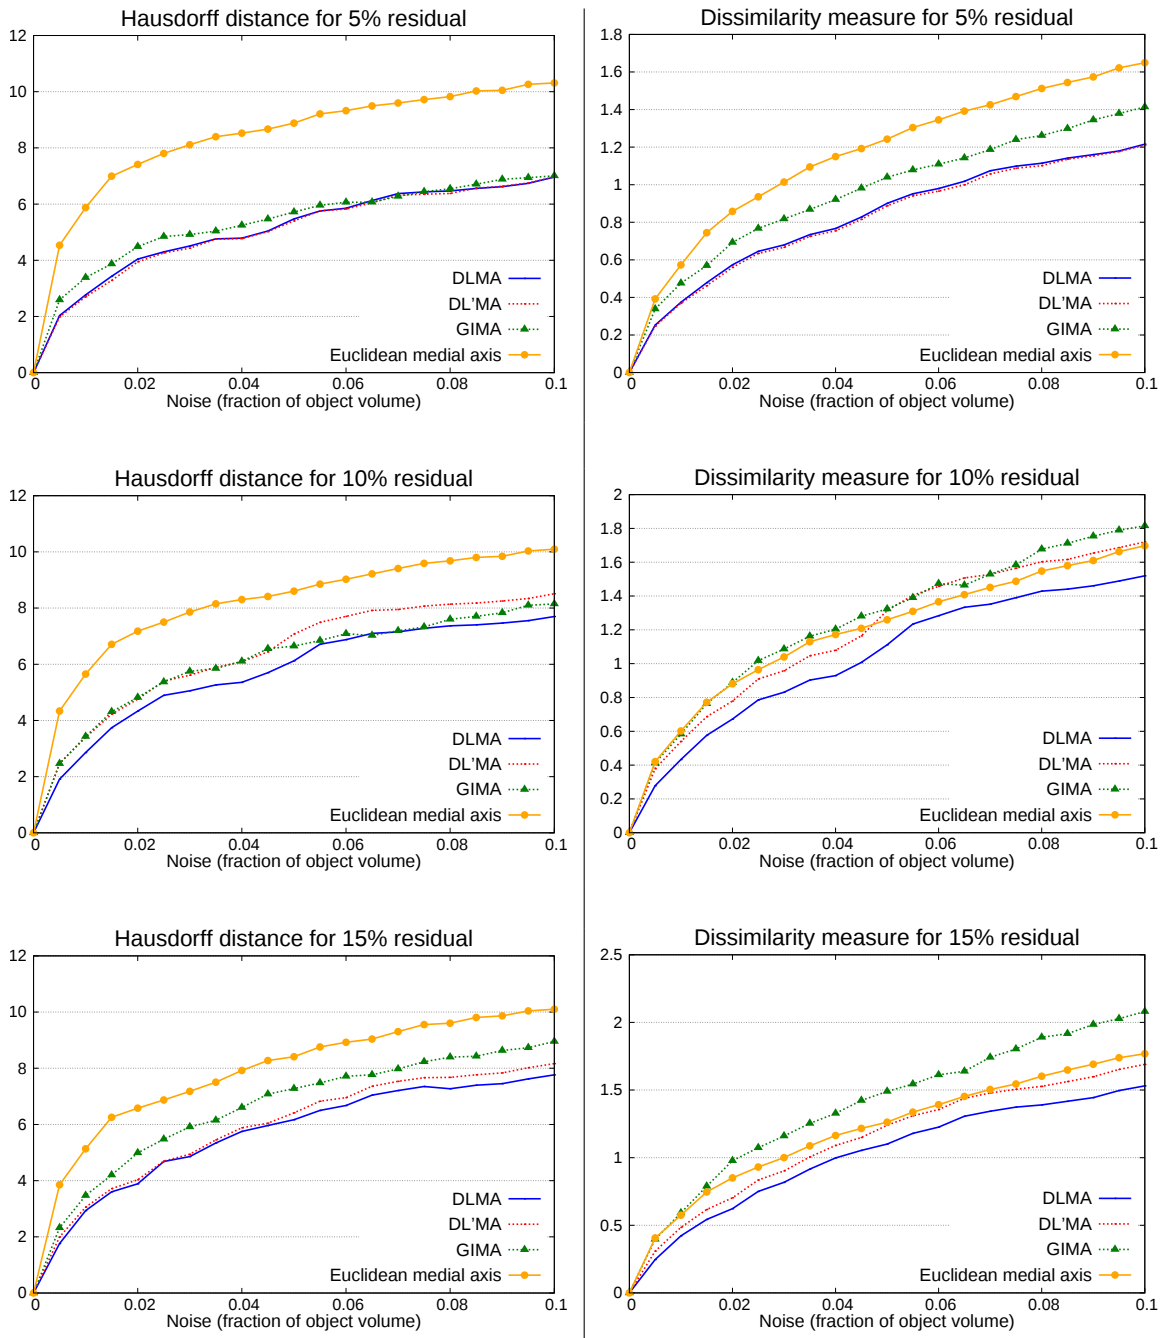 Hausdorff distance for 5% residual
12
10
8
6
4
2
0
0 0.02 0.04 0.06 0.08 0.1
Noise (fraction of object volume)
DLMA
DL'MA
GIMA
Euclidean medial axis
Dissimilarity measure for 5% residual
1.8
1.6
1.4
1.2
1
0.8
0.6
0.4
0.2
0
0 0.02 0.04 0.06 0.08 0.1
Noise (fraction of object volume)
DLMA
DL'MA
GIMA
Euclidean medial axis
Hausdorff distance for 10% residual
12
10
8
6
4
2
0
0 0.02 0.04 0.06 0.08 0.1
Noise (fraction of object volume)
DLMA
DL'MA
GIMA
Euclidean medial axis
Dissimilarity measure for 10% residual
2
1.8
1.6
1.4
1.2
1
0.8
0.6
0.4
0.2
0
0 0.02 0.04 0.06 0.08 0.1
Noise (fraction of object volume)
DLMA
DL'MA
GIMA
Euclidean medial axis
Hausdorff distance for 15% residual
12
10
8
6
4
2
0
0 0.02 0.04 0.06 0.08 0.1
Noise (fraction of object volume)
DLMA
DL'MA
GIMA
Euclidean medial axis
Dissimilarity measure for 15% residual
2.5
2
1.5
1
0.5
0
0 0.02 0.04 0.06 0.08 0.1
Noise (fraction of object volume)
DLMA
DL'MA
GIMA
Euclidean medial axis